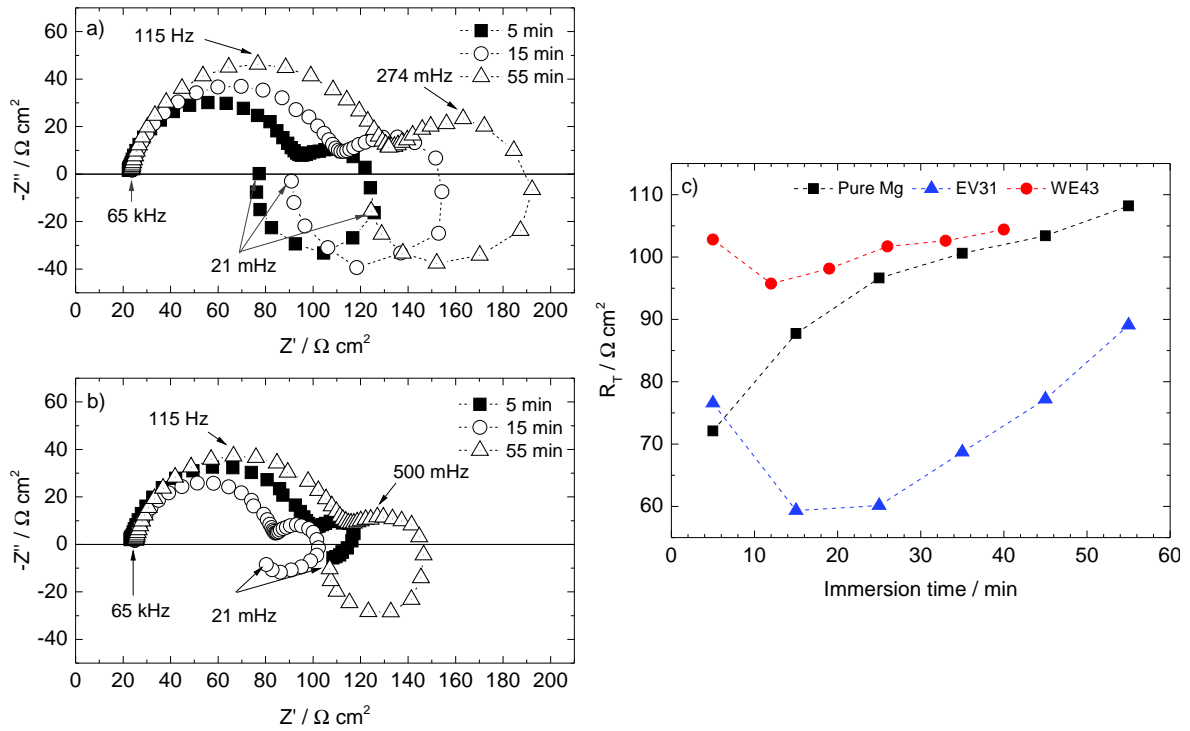 a)
115 Hz
5 min
15 min
55 min
274 mHz
65 kHz
21 mHz
60
40
20
0
-20
-40
-Z'' / Ω cm²
0 20 40 60 80 100 120 140 160 180 200
Z' / Ω cm²
b)
115 Hz
5 min
15 min
55 min
500 mHz
65 kHz
21 mHz
60
40
20
0
-20
-40
-Z'' / Ω cm²
0 20 40 60 80 100 120 140 160 180 200
Z' / Ω cm²
c)
Pure Mg EV31 WE43
110
100
90
80
70
60
R_T / Ω cm²
0 10 20 30 40 50 60
Immersion time / min